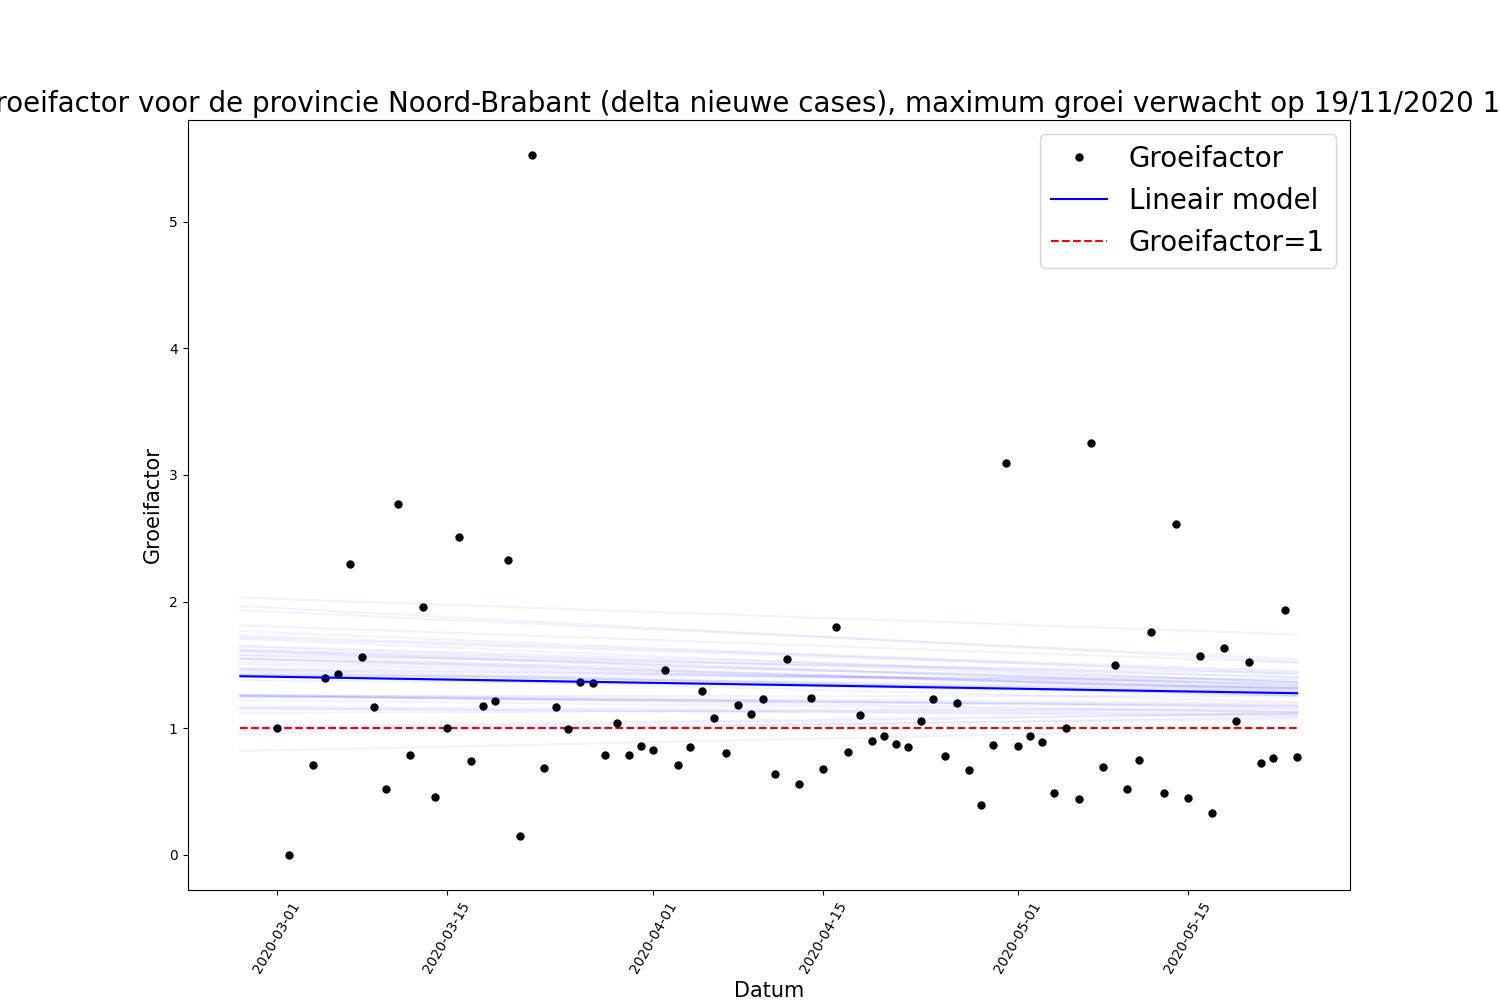 roeifactor voor de provincie Noord-Brabant (delta nieuwe cases), maximum groei verwacht op 19/11/2020 1
Groeifactor
Lineair model
Groeifactor=1
Groeifactor
5
4
3
2
1
0
2020-03-01
2020-03-15
2020-04-01
2020-04-15
2020-05-01
2020-05-15
Datum